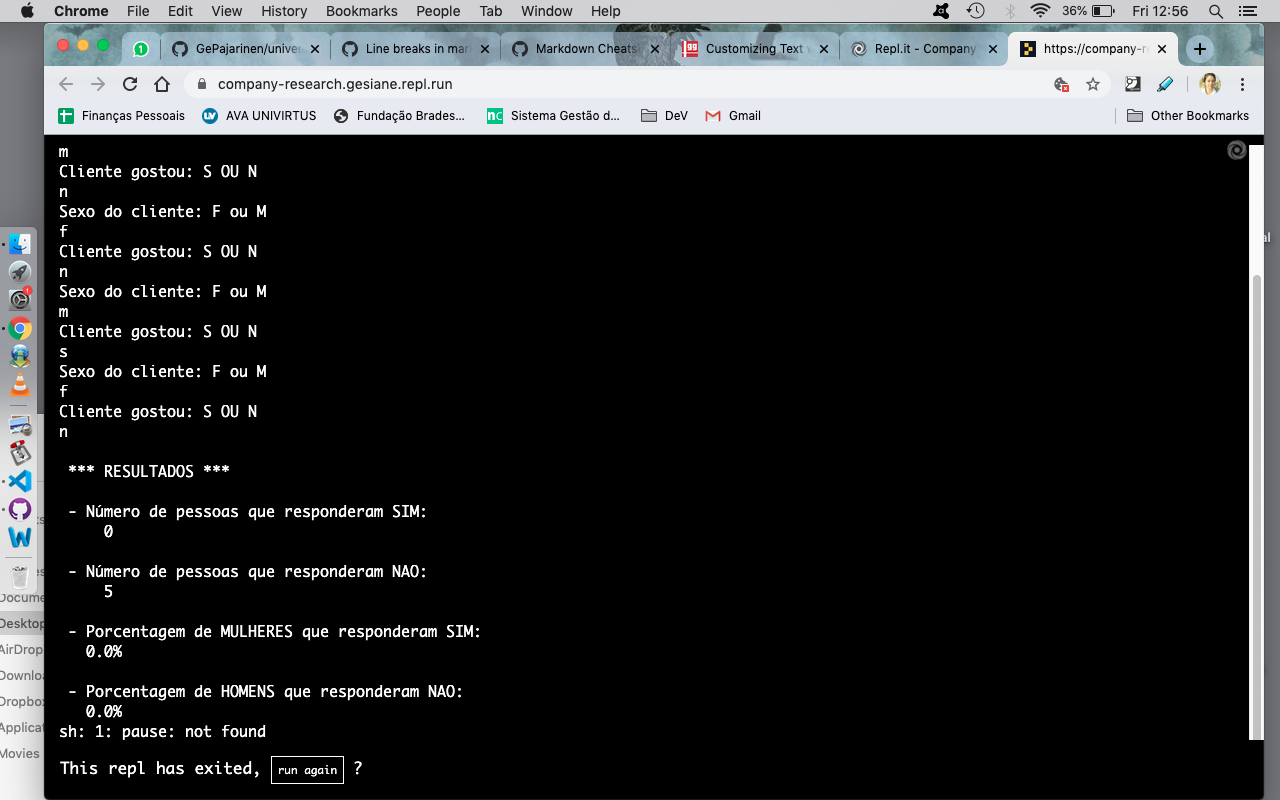 Chrome File Edit View History Bookmarks People Tab Window Help 36% Fri 12:56
1 GePajarinen/unive Line breaks in mar Markdown Cheats gg Customizing Text Repl.it - Company https://company-r
company-research.gesiane.repl.run
Finanças Pessoais AVA UNIVIRTUS Fundação Brades... nc Sistema Gestão d... DeV Gmail Other Bookmarks
m
Cliente gostou: S OU N
n
Sexo do cliente: F ou M
f
Cliente gostou: S OU N
n
Sexo do cliente: F ou M
m
Cliente gostou: S OU N
s
Sexo do cliente: F ou M
f
Cliente gostou: S OU N
n
*** RESULTADOS ***
- Número de pessoas que responderam SIM:
0
- Número de pessoas que responderam NAO:
5
- Porcentagem de MULHERES que responderam SIM:
0.0%
- Porcentagem de HOMENS que responderam NAO:
0.0%
sh: 1: pause: not found
This repl has exited, run again ?
Docume
Desktop
AirDrop
Downloa
Dropbox
Applicat
Movies